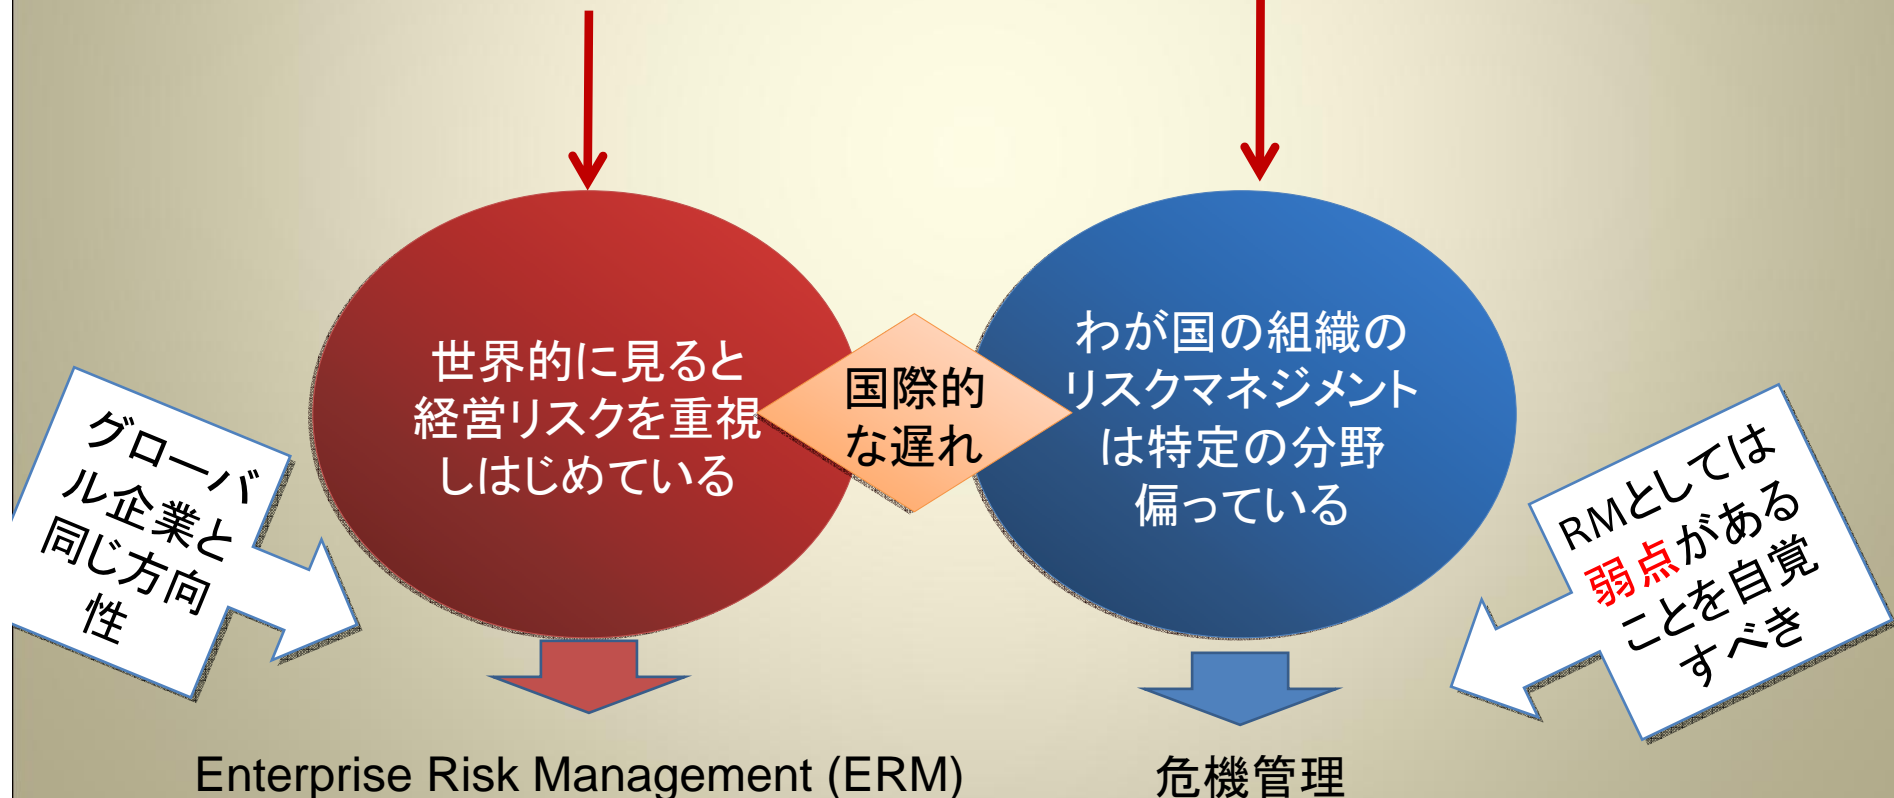 世界的に見ると
経営リスクを重視
しはじめている
国際的
な遅れ
わが国の組織の
リスクマネジメント
は特定の分野
偏っている
グローバ
ル企業と
同じ方向
性
RMとしては
弱点がある
ことを自覚
すべき
Enterprise Risk Management (ERM)
危機管理